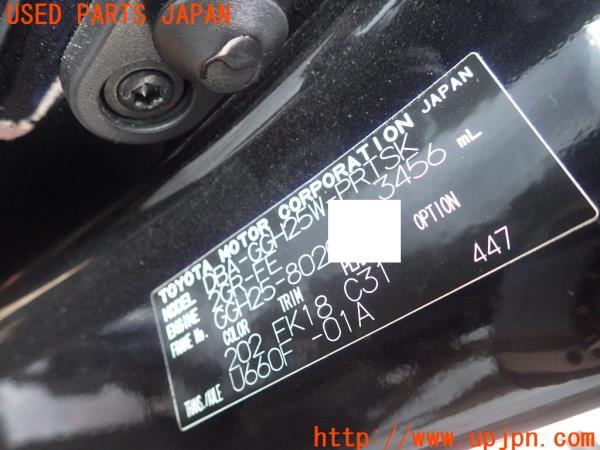 USED PARTS JAPAN
TOYOTA MOTOR CORPORATION JAPAN
MODEL DBA-GGH25W-PRTSK
ENGINE 2GR-FE 3456 mL
FRAME No. GGH25-802
COLOR TRIM OPTION
202 FK18 C31 447
TRNS./AXLE U660F -01A
http://www.upjpn.com/